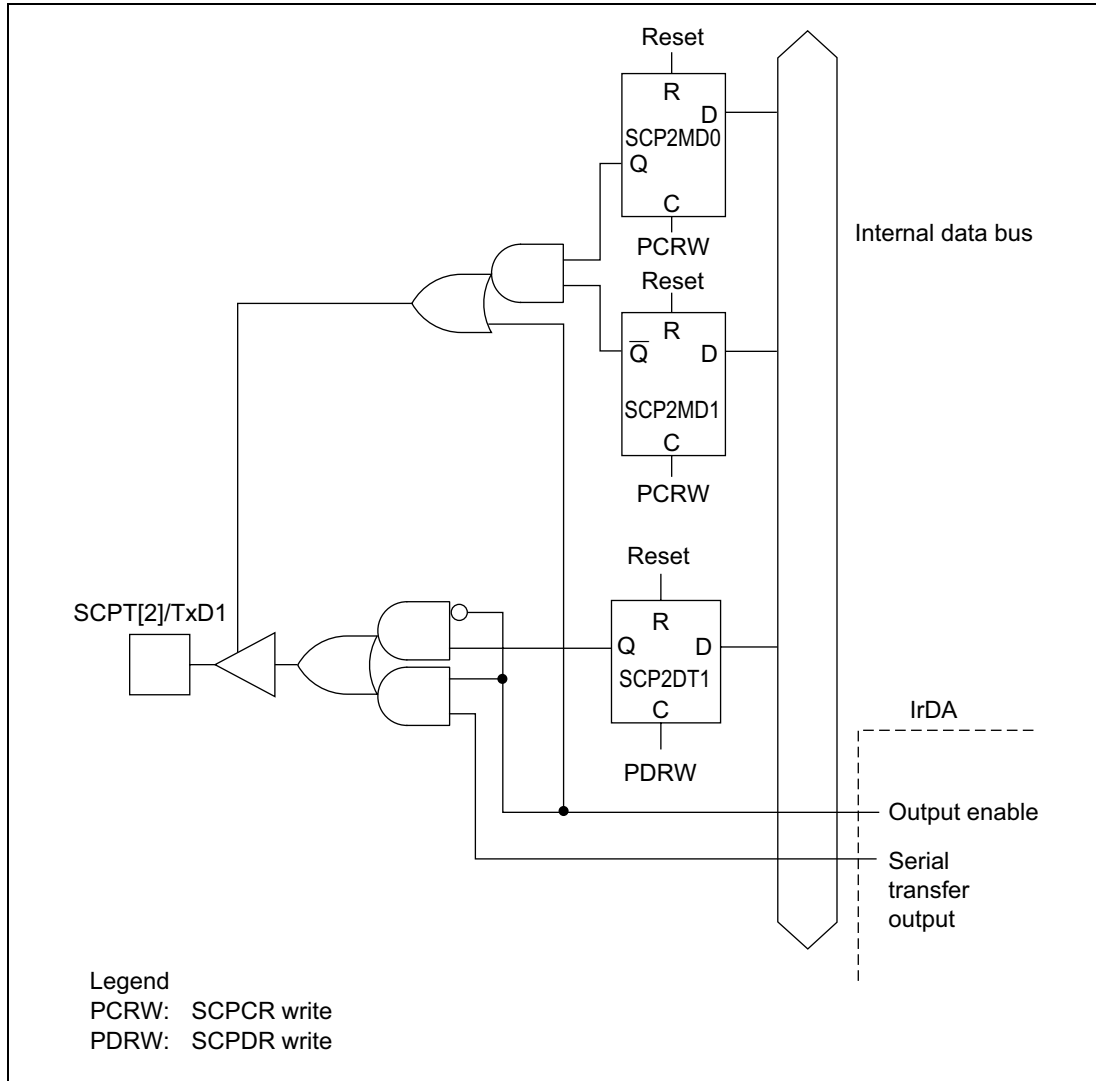 Reset
R
D
SCP2MD0
Q
C
PCRW
Internal data bus
Reset
R
Q̅
D
SCP2MD1
C
PCRW
Reset
SCPT[2]/TxD1
R
Q
D
SCP2DT1
C
IrDA
PDRW
Output enable
Serial
transfer
output
Legend
PCRW: SCPCR write
PDRW: SCPDR write